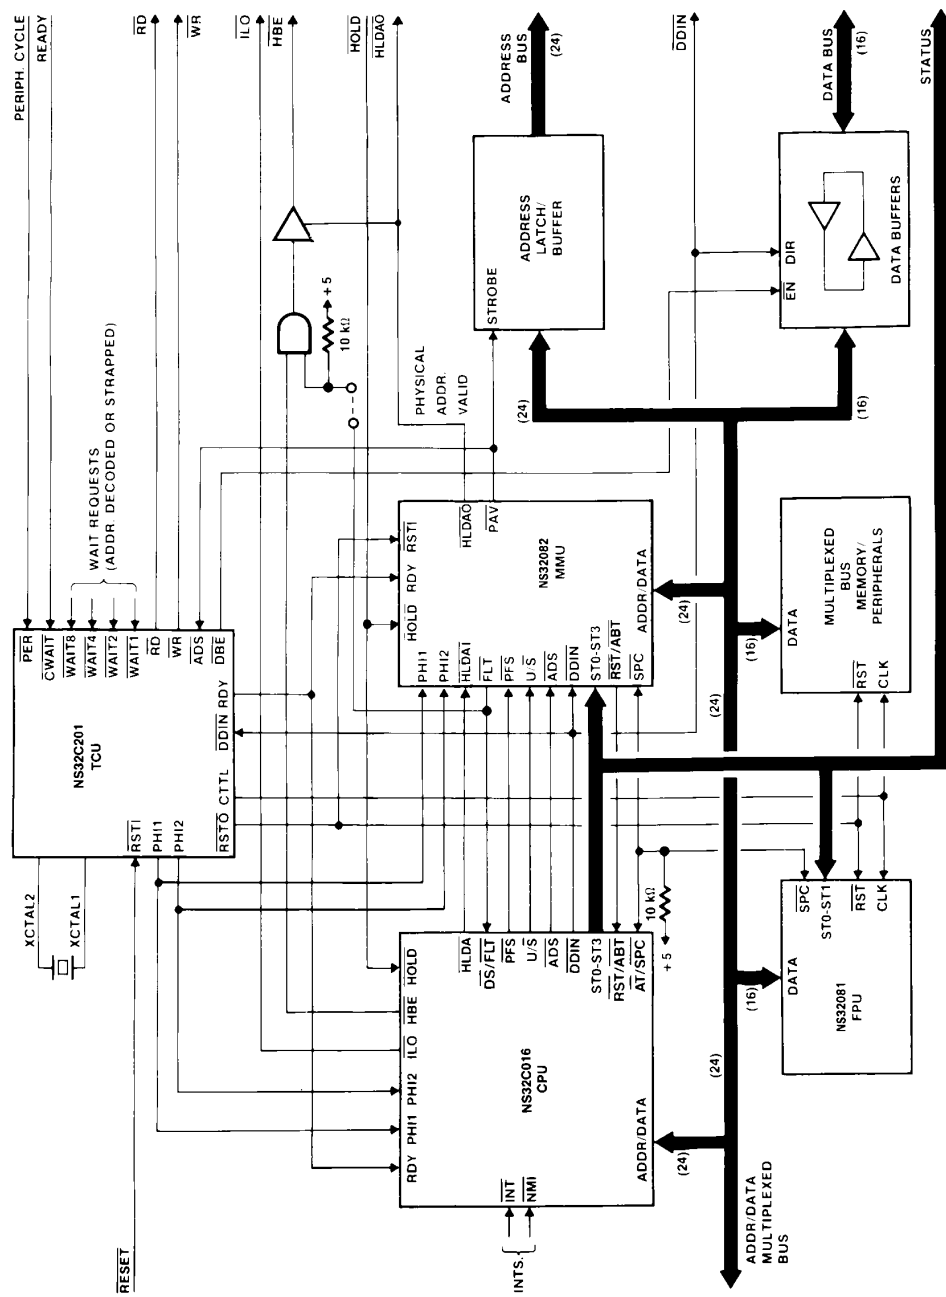 PERIPH. CYCLE
READY
RD
WR
ILO
HBE
HOLD
HLDAO
ADDRESS
BUS
(24)
DDIN
DATA BUS
(16)
STATUS
WAIT REQUESTS
(ADDR. DECODED OR STRAPPED)
+ 5
10 kΩ
PHYSICAL
ADDR.
VALID
STROBE
ADDRESS
LATCH/
BUFFER
EN
DIR
DATA BUFFERS
(24)
(16)
PER
CWAIT
WAIT8
WAIT4
WAIT2
WAIT1
RD
WR
ADS
DBE
NS32C201
TCU
RSTI
PHI1
PHI2
RSTO
CTTL
DDIN
RDY
XCTAL2
XCTAL1
RESET
HOLD
RDY
RSTI
HLDAO
PAV
NS32082
MMU
PHI1
PHI2
HLDAI
FLT
PFS
U/S
ADS
DDIN
ST0-ST3
RST/ABT
SPC
ADDR/DATA
(24)
MULTIPLEXED
BUS
MEMORY/
PERIPHERALS
DATA
RST
CLK
(16)
(24)
HOLD
HBE
ILO
PHI2
PHI1
RDY
HLDA
DS/FLT
PFS
U/S
ADS
DDIN
ST0-ST3
RST/ABT
AT/SPC
NS32C016
CPU
INT
NMI
INTS.
ADDR/DATA
(24)
10 kΩ
+ 5
SPC
ST0-ST1
RST
CLK
DATA
NS32081
FPU
(16)
(24)
ADDR/DATA
MULTIPLEXED
BUS